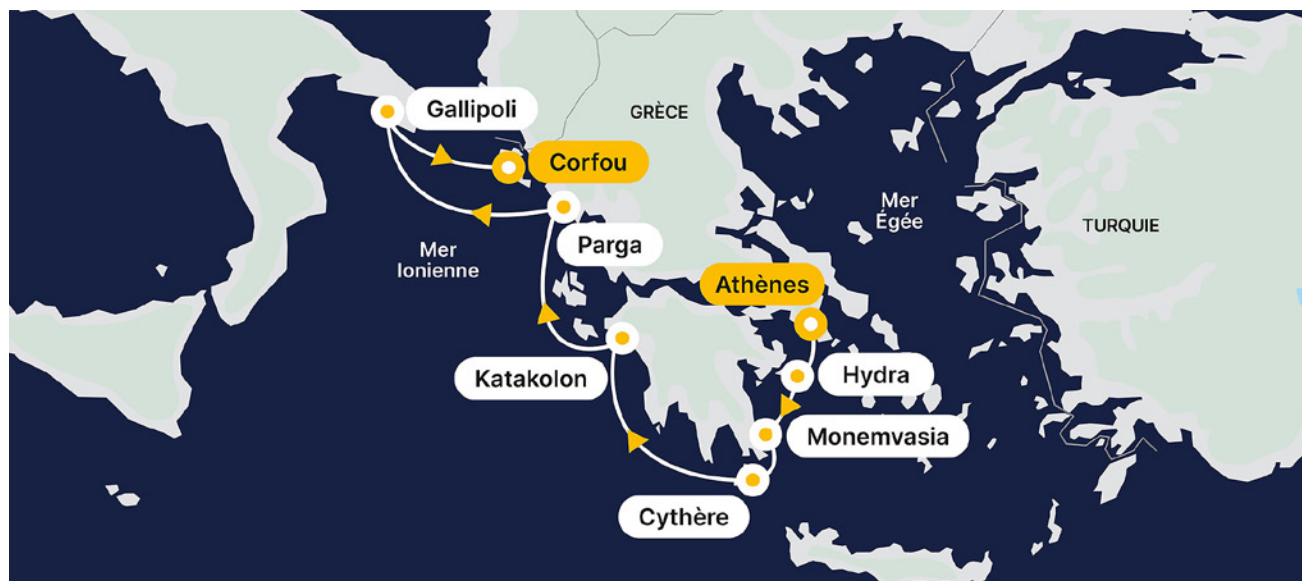 Gallipoli
GRÈCE
Corfou
Mer
Égée
TURQUIE
Parga
Mer
Ionienne
Athènes
Katakolon
Hydra
Monemvasia
Cythère